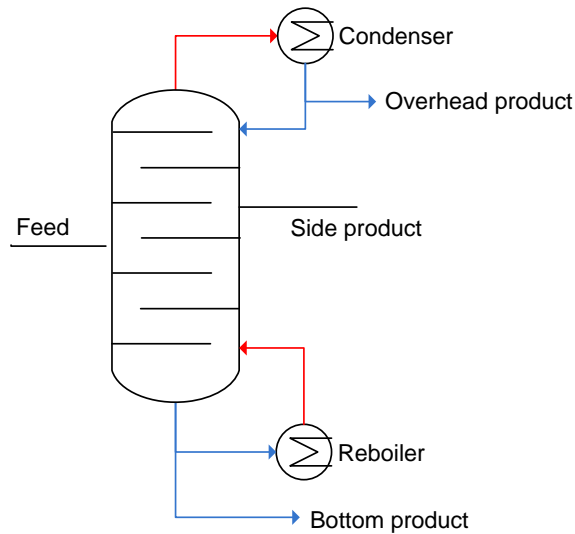 Condenser
Overhead product
Feed
Side product
Reboiler
Bottom product